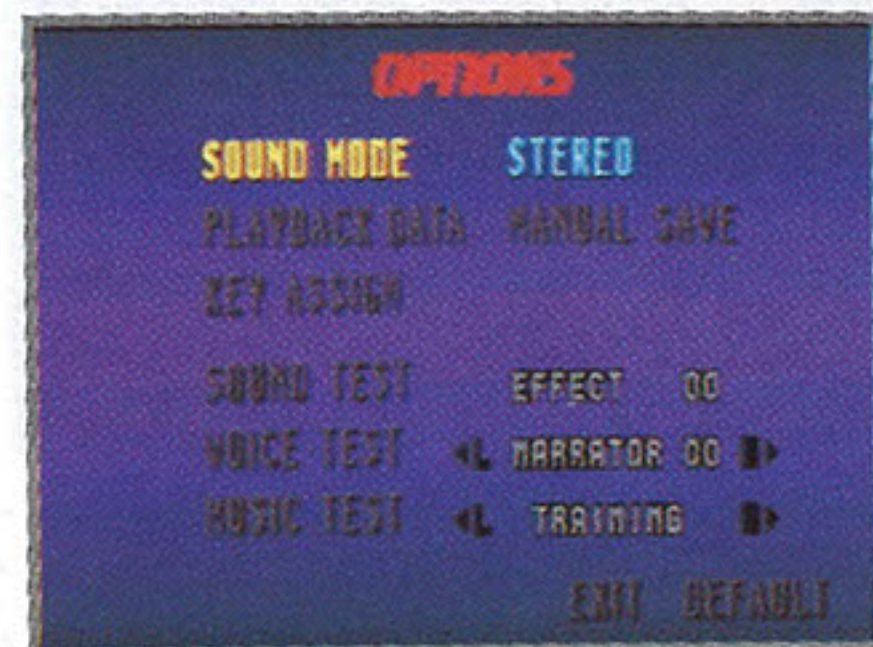 OPTIONS
SOUND MODE STEREO
PLAYBACK DATA MANUAL SAVE
KEY ASSIGN
SOUND TEST EFFECT 00
VOICE TEST L NARRATOR 00
MUSIC TEST L TRAINING
EXIT DEFAULT